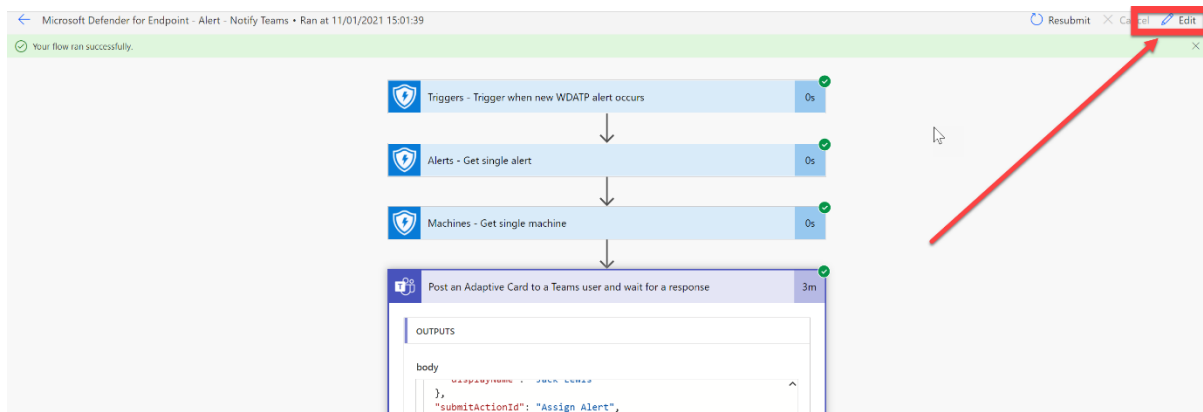 Microsoft Defender for Endpoint - Alert - Notify Teams • Ran at 11/01/2021 15:01:39
Resubmit Cancel Edit
Your flow ran successfully.
Triggers - Trigger when new WDATP alert occurs 0s
Alerts - Get single alert 0s
Machines - Get single machine 0s
Post an Adaptive Card to a Teams user and wait for a response 3m
OUTPUTS
body
"displayName": "Jack Lewis"
},
"submitActionId": "Assign Alert",